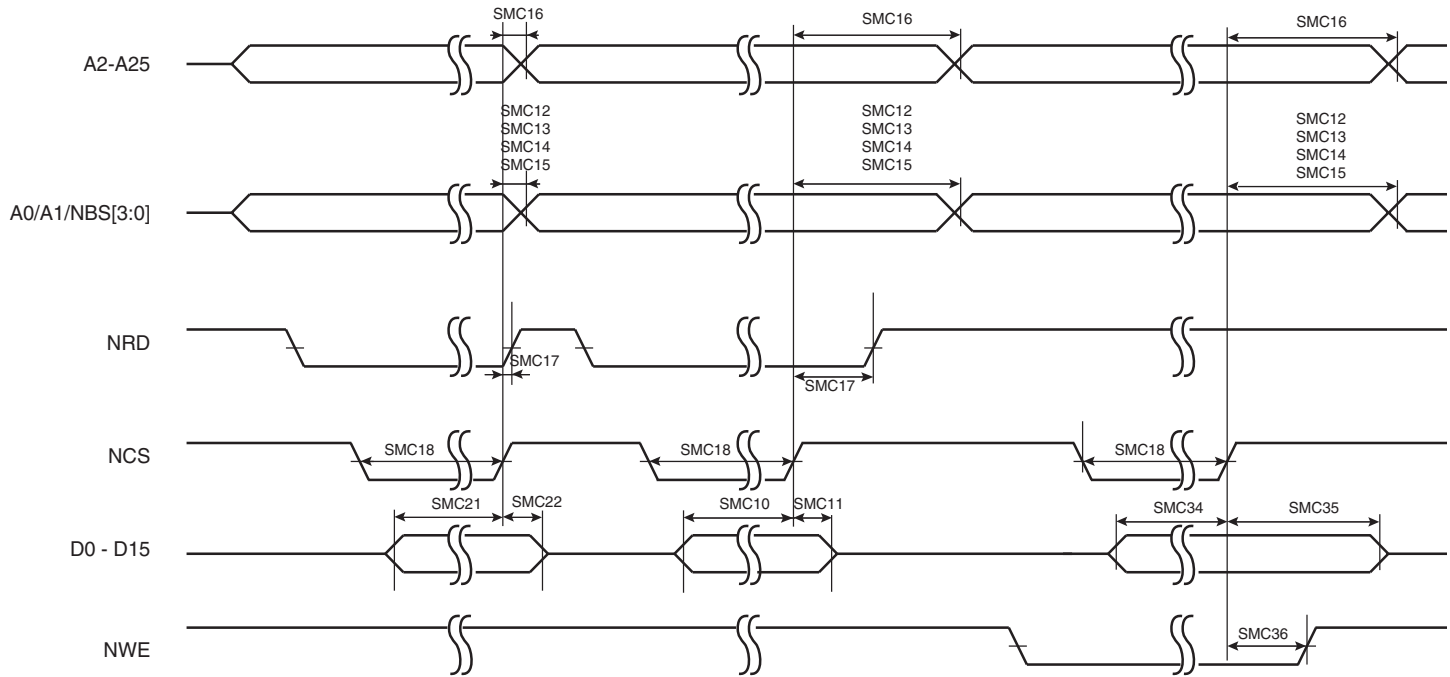 SMC16
SMC16
SMC16
A2-A25
SMC12
SMC13
SMC14
SMC15
SMC12
SMC13
SMC14
SMC15
SMC12
SMC13
SMC14
SMC15
A0/A1/NBS[3:0]
NRD
SMC17
SMC17
NCS
SMC18
SMC18
SMC18
SMC21
SMC22
SMC10
SMC11
SMC34
SMC35
D0 - D15
NWE
SMC36